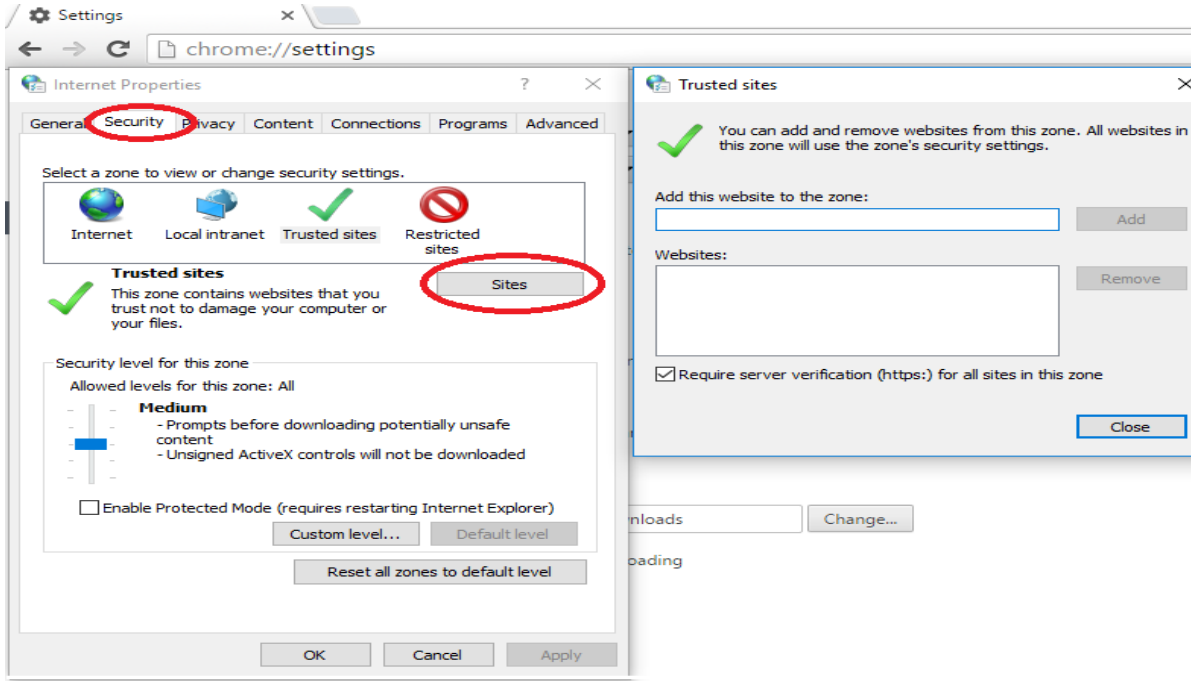 Settings
chrome://settings
Internet Properties
?
General Security Privacy Content Connections Programs Advanced
Select a zone to view or change security settings.
Internet
Local intranet
Trusted sites
Restricted
sites
Trusted sites
This zone contains websites that you
trust not to damage your computer or
your files.
Sites
Security level for this zone
Allowed levels for this zone: All
Medium
- Prompts before downloading potentially unsafe
content
- Unsigned ActiveX controls will not be downloaded
Enable Protected Mode (requires restarting Internet Explorer)
Custom level...
Default level
Reset all zones to default level
OK
Cancel
Apply
Trusted sites
You can add and remove websites from this zone. All websites in
this zone will use the zone's security settings.
Add this website to the zone:
Add
Websites:
Remove
Require server verification (https:) for all sites in this zone
Close
nloads
Change...
oading